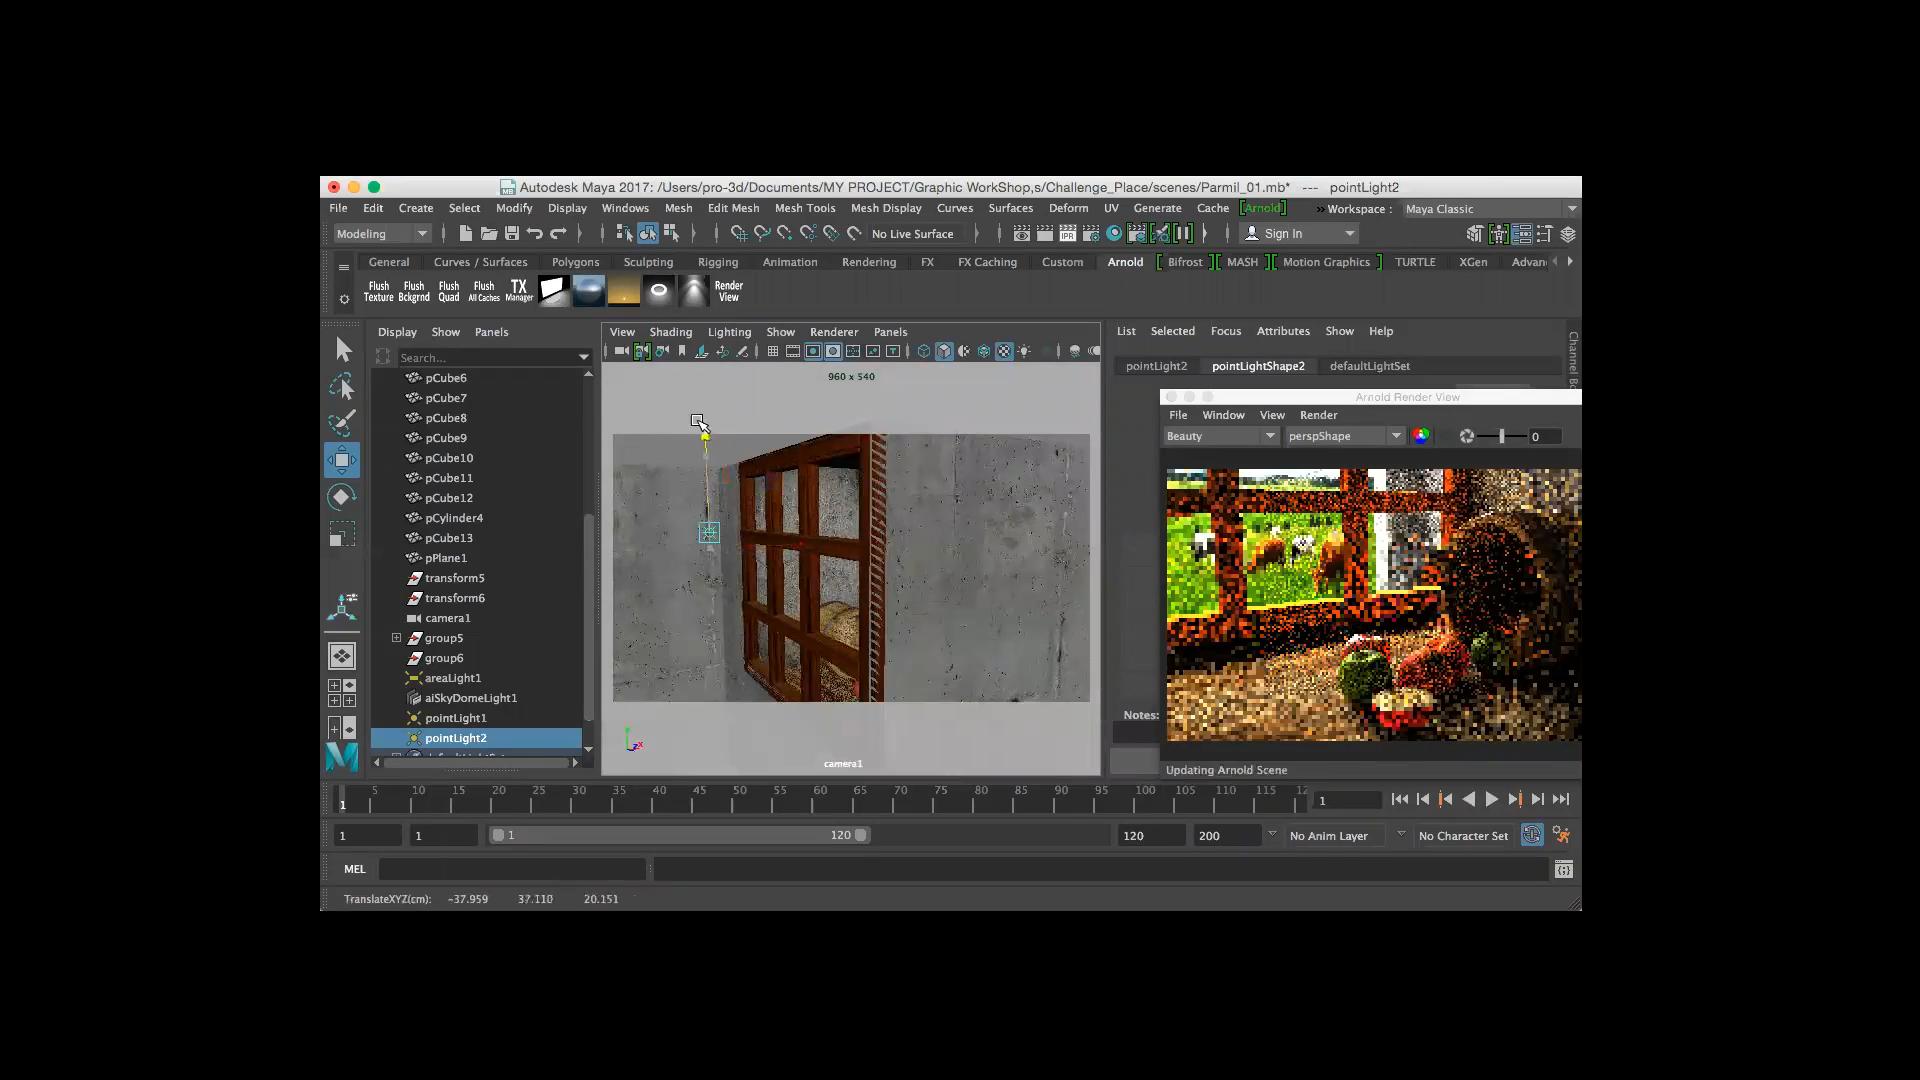 Autodesk Maya 2017: /Users/pro-3d/Documents/MY PROJECT/Graphic WorkShop,s/Challenge_Place/scenes/Parmil_01.mb* --- pointLight2
File Edit Create Select Modify Display Windows Mesh Edit Mesh Mesh Tools Mesh Display Curves Surfaces Deform UV Generate Cache [Arnold] » Workspace : Maya Classic
Modeling No Live Surface IPR Sign In
General Curves / Surfaces Polygons Sculpting Rigging Animation Rendering FX FX Caching Custom Arnold [ Bifrost ] [ MASH ] [ Motion Graphics ] TURTLE XGen Advan
Flush Texture
Flush Bckgrnd
Flush Quad
Flush All Caches
TX Manager
Render View
Display Show Panels
Search...
pCube6
pCube7
pCube8
pCube9
pCube10
pCube11
pCube12
pCylinder4
pCube13
pPlane1
transform5
transform6
camera1
group5
group6
areaLight1
aiSkyDomeLight1
pointLight1
pointLight2
View Shading Lighting Show Renderer Panels
960 x 540
camera1
List Selected Focus Attributes Show Help
pointLight2 pointLightShape2 defaultLightSet
Notes:
Arnold Render View
File Window View Render
Beauty perspShape 0
Updating Arnold Scene
1 5 10 15 20 25 30 35 40 45 50 55 60 65 70 75 80 85 90 95 100 105 110 115 12
1
1 1 1 120 120 200 No Anim Layer No Character Set
MEL
TranslateXYZ(cm): -37.959 37.110 20.151